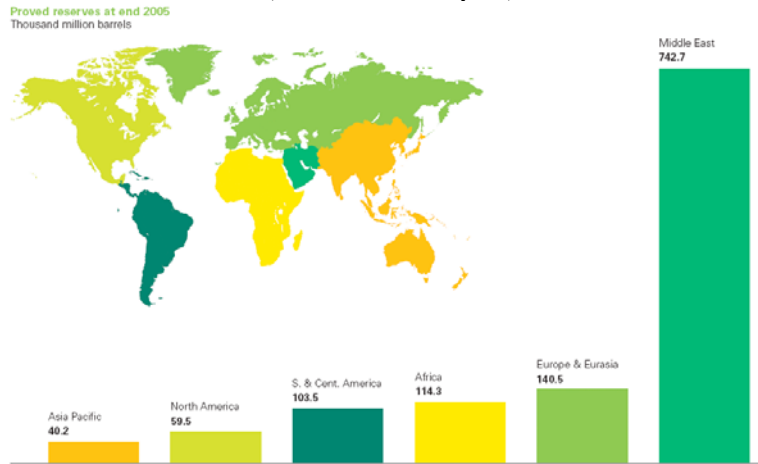 Proved reserves at end 2005
Thousand million barrels
Middle East
742.7
Europe & Eurasia
140.5
Africa
114.3
S. & Cent. America
103.5
North America
59.5
Asia Pacific
40.2